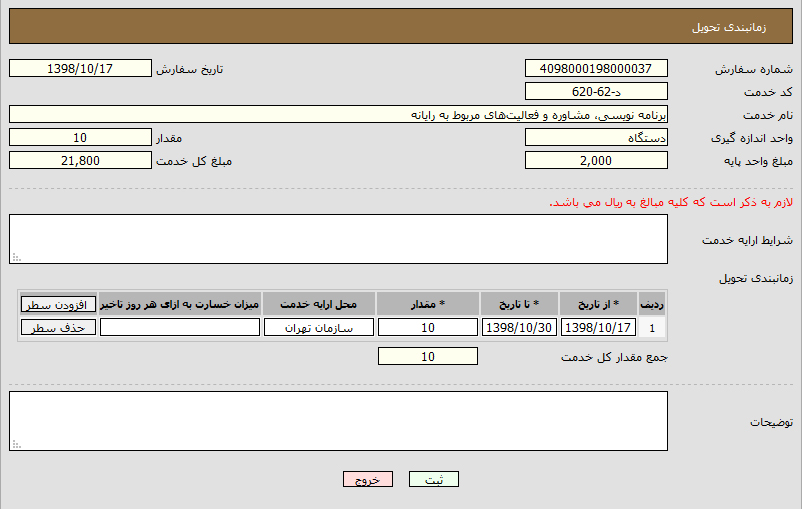 زمانبندی تحویل
شماره سفارش 4098000198000037 تاریخ سفارش 1398/10/17
کد خدمت د-62-620
نام خدمت برنامه نویسی، مشاوره و فعالیت‌های مربوط به رایانه
واحد اندازه گیری دستگاه مقدار 10
مبلغ واحد پایه 2,000 مبلغ کل خدمت 21,800
لازم به ذکر است که کلیه مبالغ به ریال می باشد.
شرایط ارایه خدمت
زمانبندی تحویل
ردیف * از تاریخ * تا تاریخ * مقدار محل ارایه خدمت میزان خسارت به ازای هر روز تاخیر افزودن سطر
1 1398/10/17 1398/10/30 10 سازمان تهران حذف سطر
جمع مقدار کل خدمت 10
توضیحات
ثبت خروج